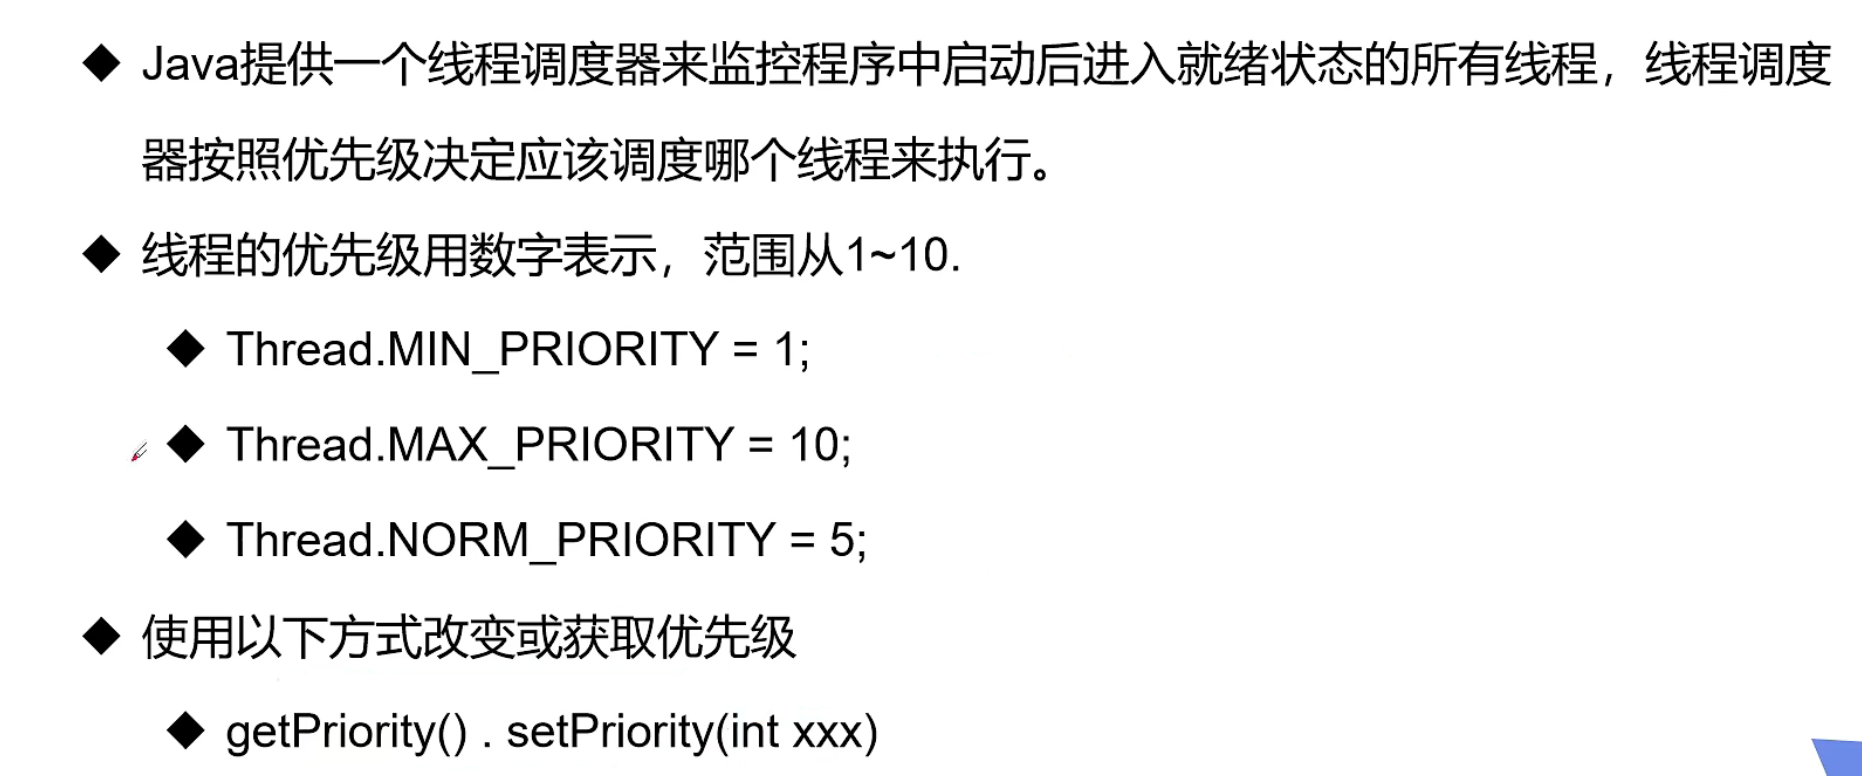 ◆ Java提供一个线程调度器来监控程序中启动后进入就绪状态的所有线程，线程调度
器按照优先级决定应该调度哪个线程来执行。
◆ 线程的优先级用数字表示，范围从1~10.
◆ Thread.MIN_PRIORITY = 1;
◆ Thread.MAX_PRIORITY = 10;
◆ Thread.NORM_PRIORITY = 5;
◆ 使用以下方式改变或获取优先级
◆ getPriority() . setPriority(int xxx)